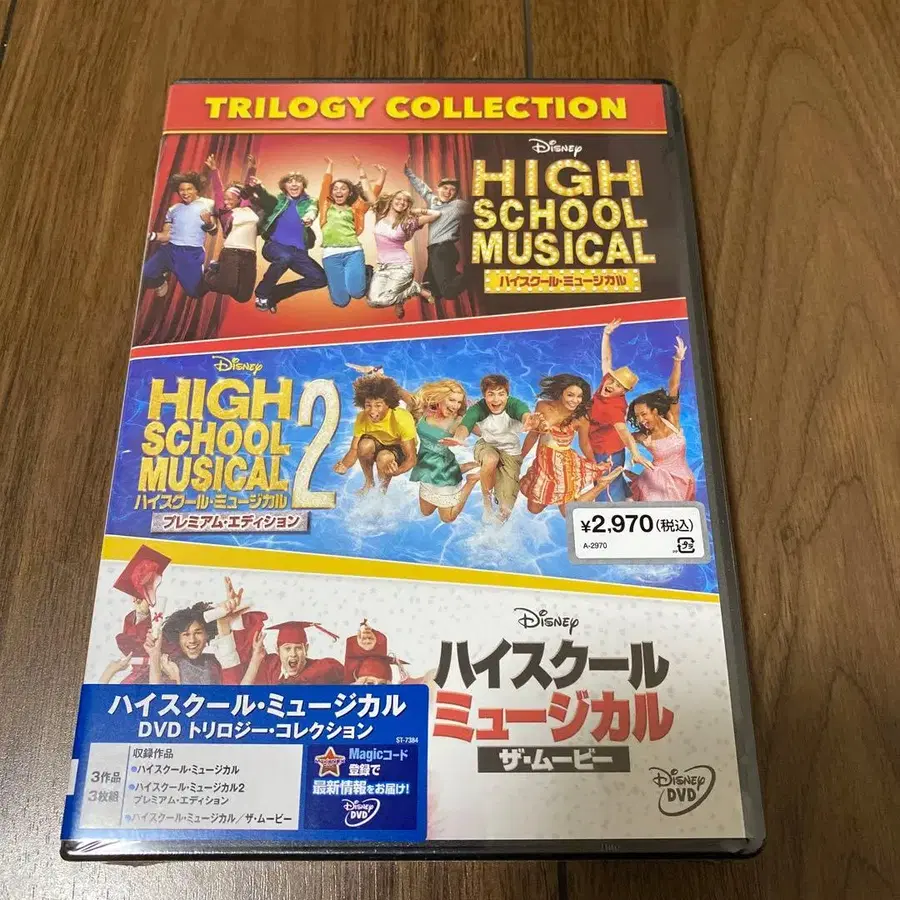 TRILOGY COLLECTION
Disney
HIGH
SCHOOL
MUSICAL
ハイスクール・ミュージカル
Disney
HIGH
SCHOOL
MUSICAL 2
ハイスクール・ミュージカル
プレミアム・エディション
¥2,970(税込)
A-2970
Disney
ハイスクール
ミュージカル
ザ・ムービー
Disney
DVD
ハイスクール・ミュージカル
DVD トリロジー・コレクション
ST-7384
3作品
3枚組
収録作品
●ハイスクール・ミュージカル
●ハイスクール・ミュージカル2
プレミアム・エディション
●ハイスクール・ミュージカル/ザ・ムービー
Magicコード
登録で
最新情報をお届け!
Disney
DVD